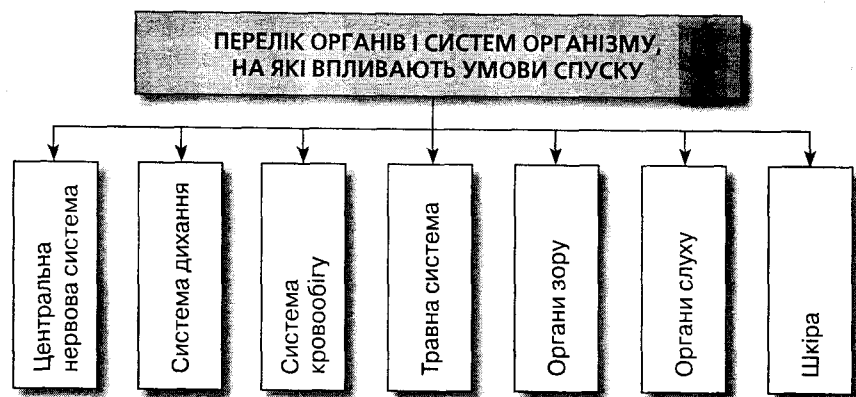 ПЕРЕЛІК ОРГАНІВ І СИСТЕМ ОРГАНІЗМУ,
НА ЯКІ ВПЛИВАЮТЬ УМОВИ СПУСКУ
Центральна
нервова система
Система дихання
Система
кровообігу
Травна система
Органи зору
Органи слуху
Шкіра